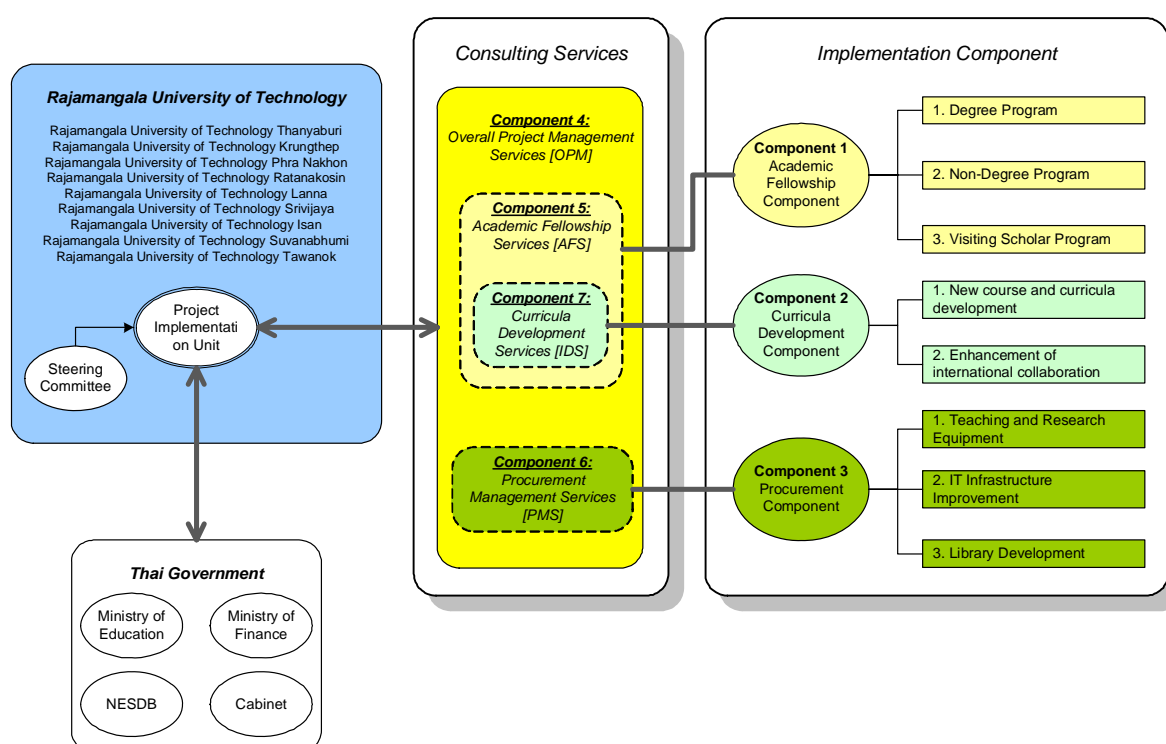 Rajamangala University of Technology
Rajamangala University of Technology Thanyaburi
Rajamangala University of Technology Krungthep
Rajamangala University of Technology Phra Nakhon
Rajamangala University of Technology Ratanakosin
Rajamangala University of Technology Lanna
Rajamangala University of Technology Srivijaya
Rajamangala University of Technology Isan
Rajamangala University of Technology Suvanabhumi
Rajamangala University of Technology Tawanok
Project
Implementati
on Unit
Steering
Committee
Thai Government
Ministry of
Education
Ministry of
Finance
NESDB
Cabinet
Consulting Services
Component 4:
Overall Project Management
Services [OPM]
Component 5:
Academic Fellowship
Services [AFS]
Component 7:
Curricula
Development
Services [IDS]
Component 6:
Procurement
Management Services
[PMS]
Implementation Component
Component 1
Academic
Fellowship
Component
1. Degree Program
2. Non-Degree Program
3. Visiting Scholar Program
Component 2
Curricula
Development
Component
1. New course and curricula
development
2. Enhancement of
international collaboration
Component 3
Procurement
Component
1. Teaching and Research
Equipment
2. IT Infrastructure
Improvement
3. Library Development